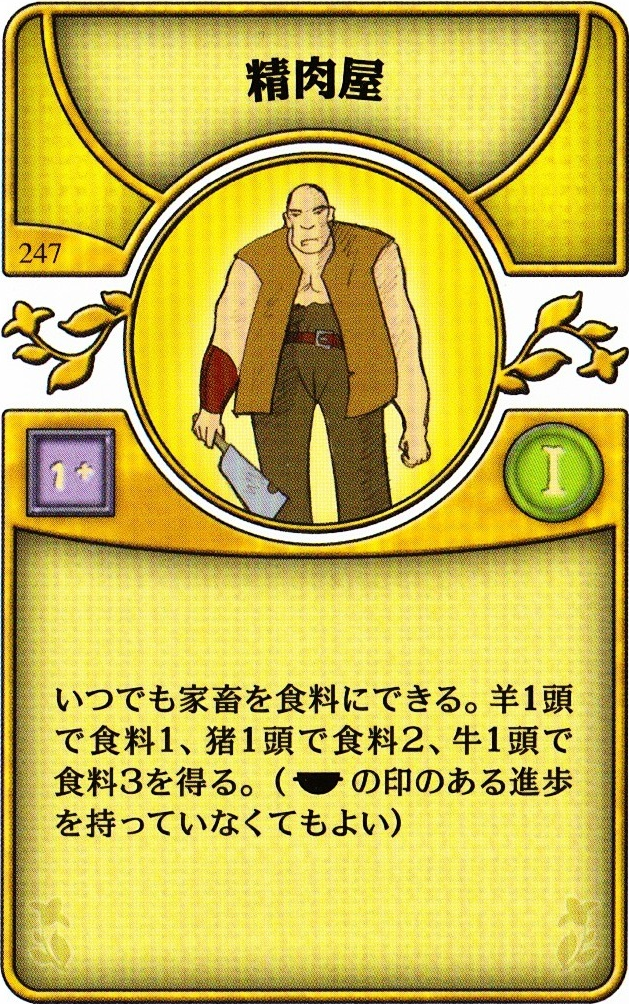 精肉屋
247
1+
I
いつでも家畜を食料にできる。羊1頭
で食料1、猪1頭で食料2、牛1頭で
食料3を得る。（の印のある進歩
を持っていなくてもよい）